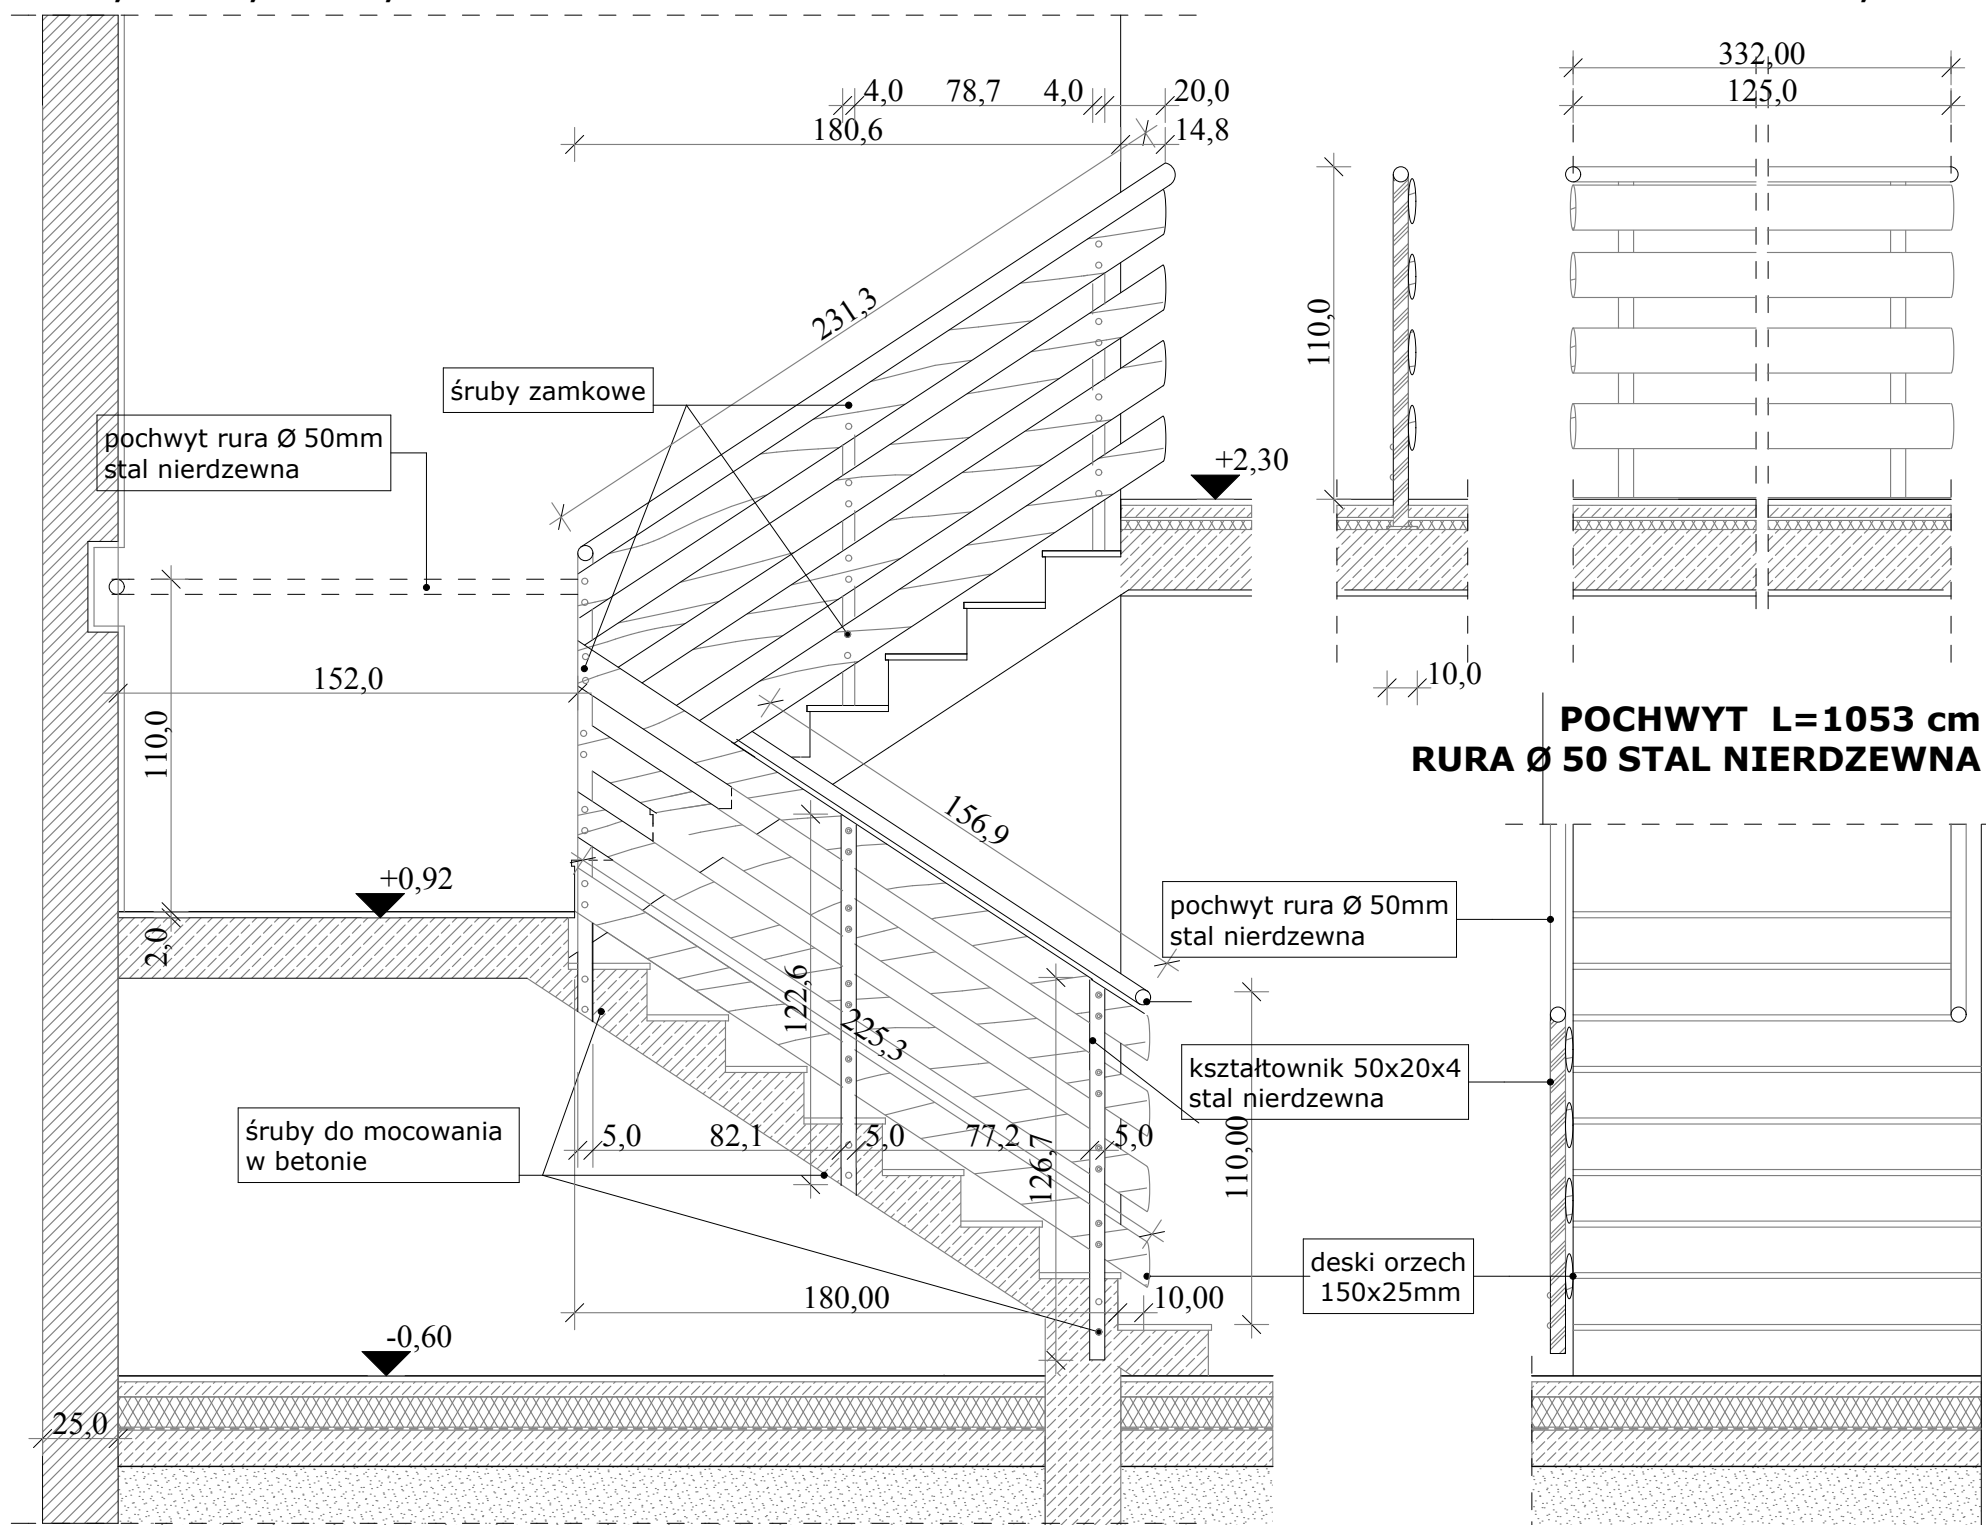 332,00
4,0 78,7 4,0 20,0
125,0
180,6 14,8
231,3
110,0
śruby zamkowe
pochwyt rura Ø 50mm
stal nierdzewna
+2,30
152,0
10,0
110,0
POCHWYT L=1053 cm
RURA Ø 50 STAL NIERDZEWNA
156,9
+0,92
2,0
pochwyt rura Ø 50mm
stal nierdzewna
122,6
225,3
kształtownik 50x20x4
stal nierdzewna
śruby do mocowania
w betonie
5,0 82,1 5,0 77,2 5,0
126,7
110,00
deski orzech
150x25mm
180,00 10,00
-0,60
25,0